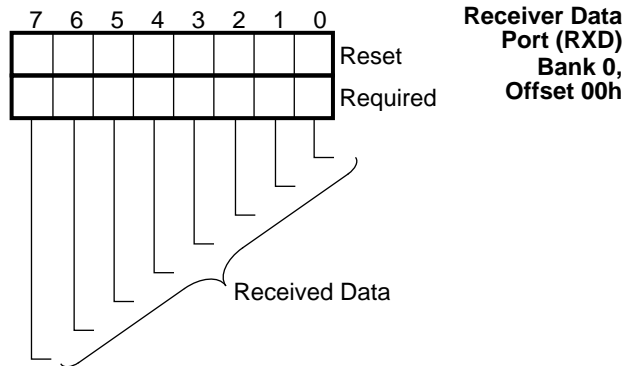 7 6 5 4 3 2 1 0
Reset
Required
Receiver Data
Port (RXD)
Bank 0,
Offset 00h
Received Data